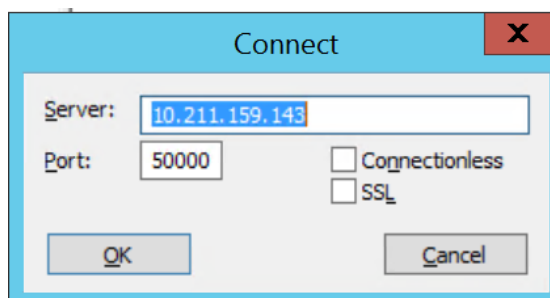 Connect
X
Server: 10.211.159.143
Port: 50000 Connectionless
SSL
OK Cancel